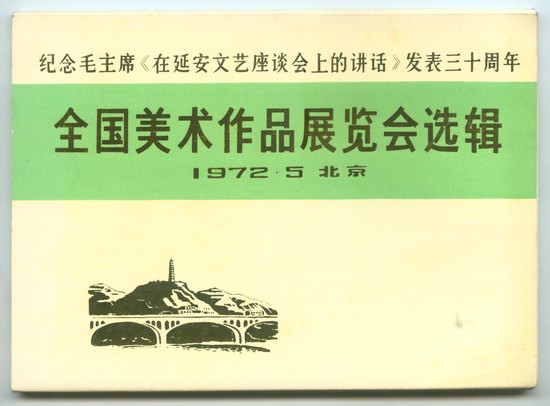 纪念毛主席《在延安文艺座谈会上的讲话》发表三十周年
全国美术作品展览会选辑
1972·5 北京